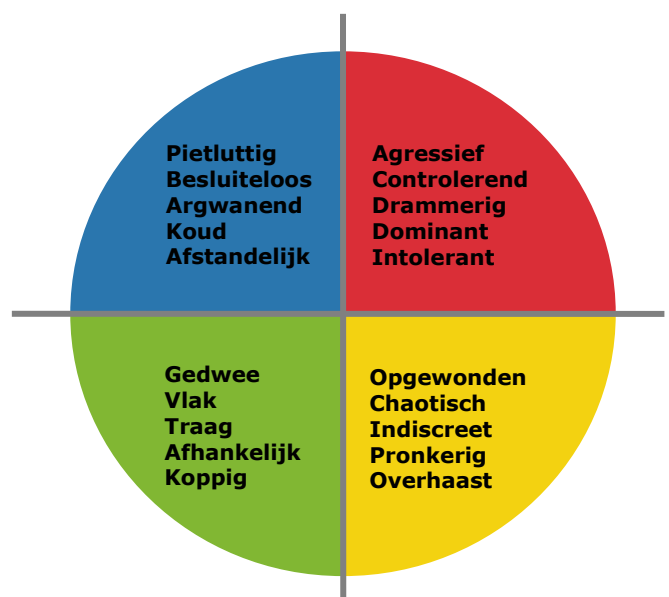 Pietluttig
Besluiteloos
Argwanend
Koud
Afstandelijk
Agressief
Controlerend
Drammerig
Dominant
Intolerant
Gedwee
Vlak
Traag
Afhankelijk
Koppig
Opgewonden
Chaotisch
Indiscreet
Pronkerig
Overhaast